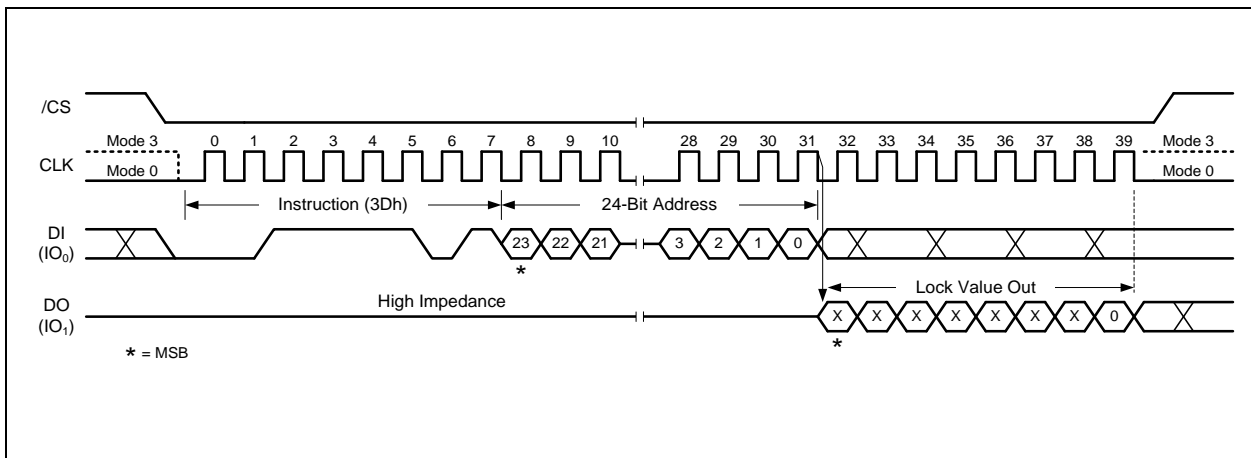 /CS
Mode 3 0 1 2 3 4 5 6 7 8 9 10 28 29 30 31 32 33 34 35 36 37 38 39 Mode 3
CLK
Mode 0 Mode 0
Instruction (3Dh) 24-Bit Address
DI
(IO₀)
23 22 21 3 2 1 0
*
High Impedance Lock Value Out
DO
(IO₁)
X X X X X X X 0
*
* = MSB